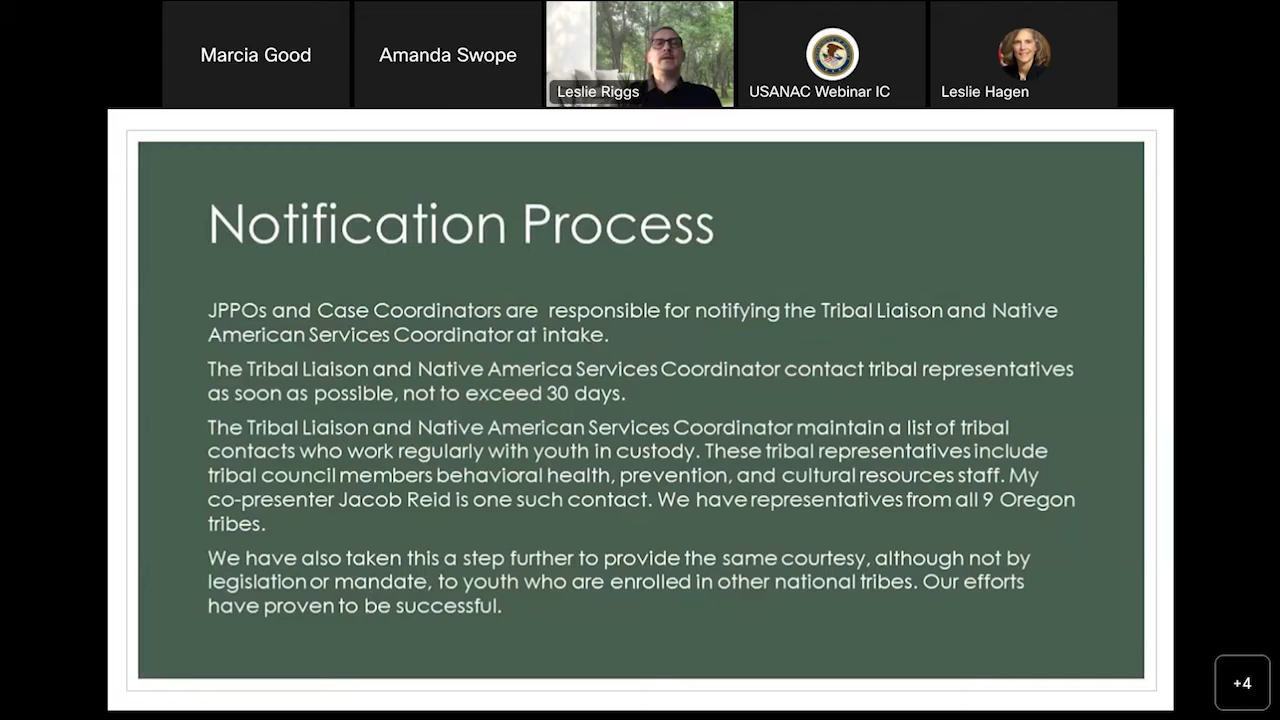 Marcia Good
Amanda Swope
Leslie Riggs
USANAC Webinar IC
Leslie Hagen
Notification Process
JPPOs and Case Coordinators are responsible for notifying the Tribal Liaison and Native
American Services Coordinator at intake.
The Tribal Liaison and Native America Services Coordinator contact tribal representatives
as soon as possible, not to exceed 30 days.
The Tribal Liaison and Native American Services Coordinator maintain a list of tribal
contacts who work regularly with youth in custody. These tribal representatives include
tribal council members behavioral health, prevention, and cultural resources staff. My
co-presenter Jacob Reid is one such contact. We have representatives from all 9 Oregon
tribes.
We have also taken this a step further to provide the same courtesy, although not by
legislation or mandate, to youth who are enrolled in other national tribes. Our efforts
have proven to be successful.
+4